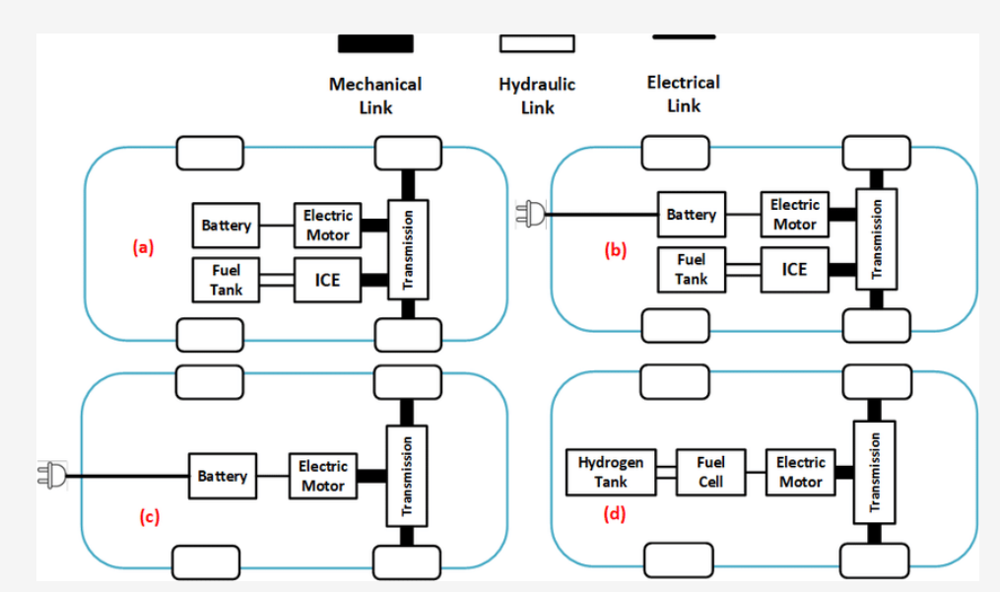 Mechanical
Link
Hydraulic
Link
Electrical
Link
Battery
Electric
Motor
Transmission
(a)
Fuel
Tank
ICE
Battery
Electric
Motor
Transmission
(b)
Fuel
Tank
ICE
Battery
Electric
Motor
Transmission
(c)
Hydrogen
Tank
Fuel
Cell
Electric
Motor
Transmission
(d)